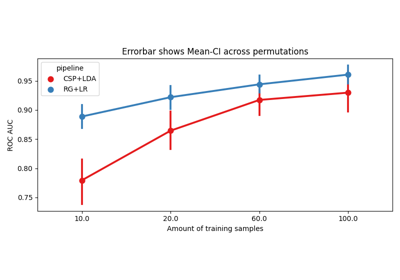 Errorbar shows Mean-CI across permutations
pipeline
CSP+LDA
RG+LR
ROC AUC
0.95
0.90
0.85
0.80
0.75
10.0 20.0 60.0 100.0
Amount of training samples